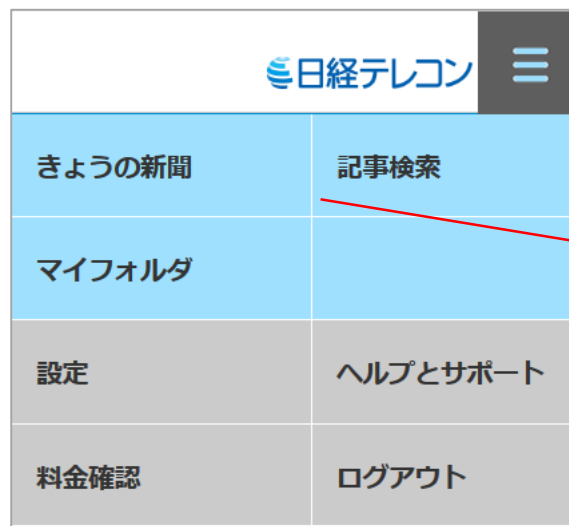 日経テレコン
きょうの新聞 記事検索
マイフォルダ
設定 ヘルプとサポート
料金確認 ログアウト